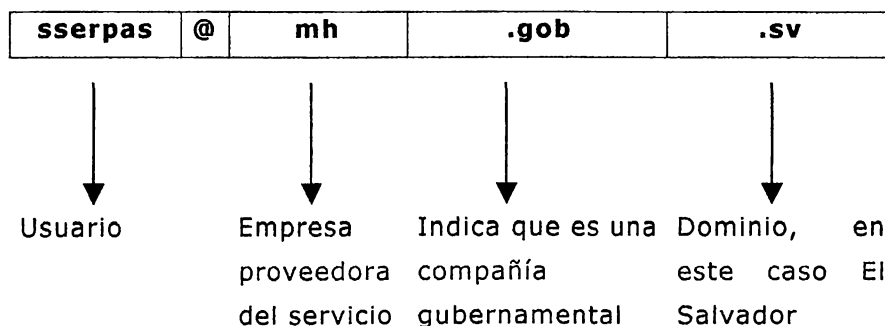 sserpas @ mh .gob .sv
Usuario
Empresa proveedora del servicio
Indica que es una compañía gubernamental
Dominio, en este caso El Salvador